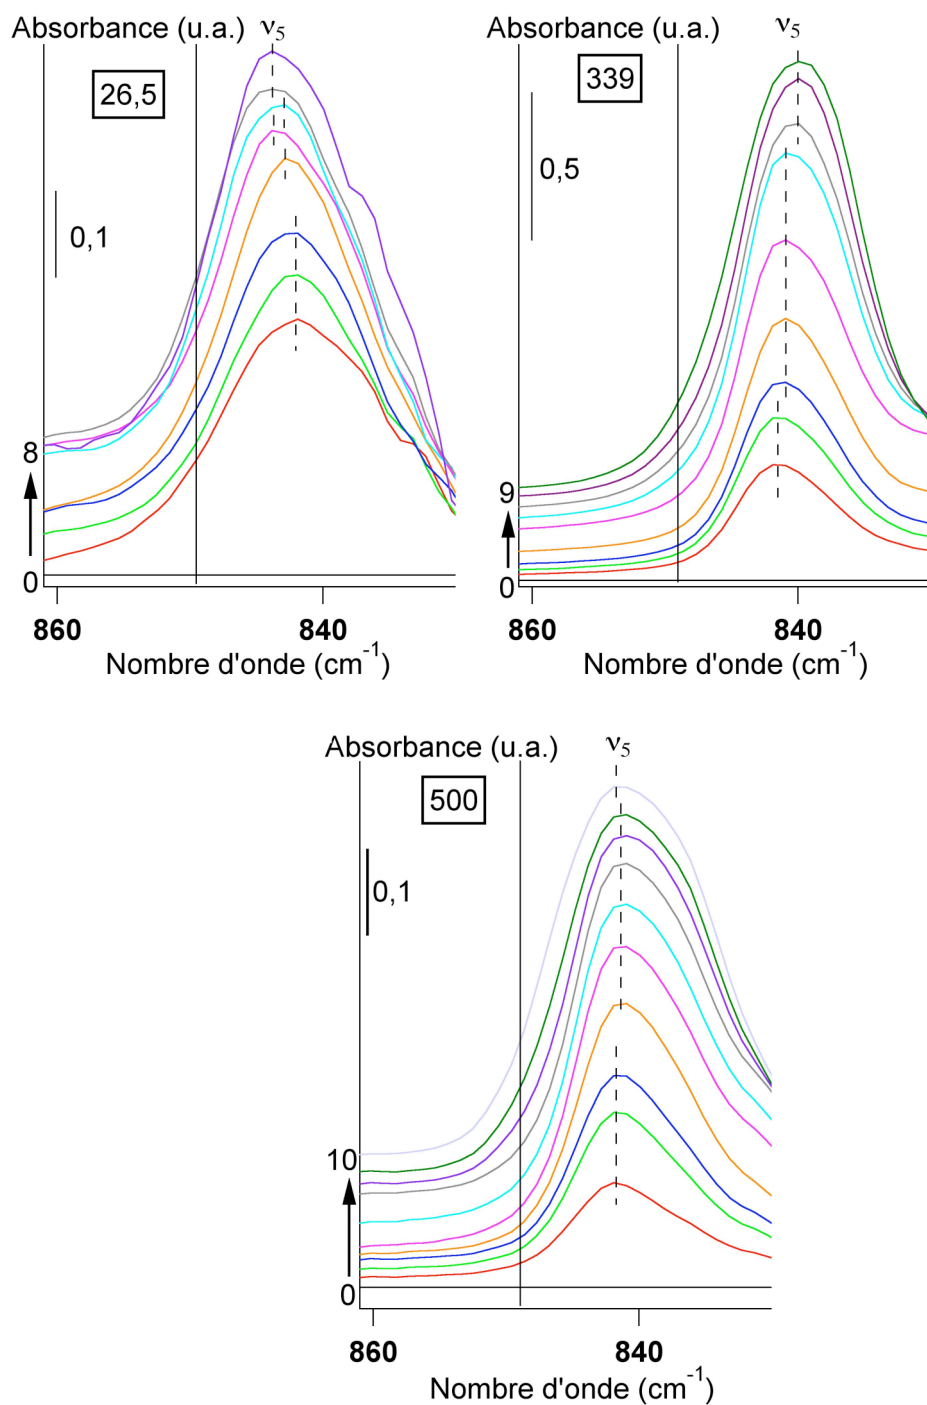 Absorbance (u.a.)
ν5
26,5
0,1
8
0
860
840
Nombre d'onde (cm-1)
Absorbance (u.a.)
ν5
339
0,5
9
0
860
840
Nombre d'onde (cm-1)
Absorbance (u.a.)
ν5
500
0,1
10
0
860
840
Nombre d'onde (cm-1)